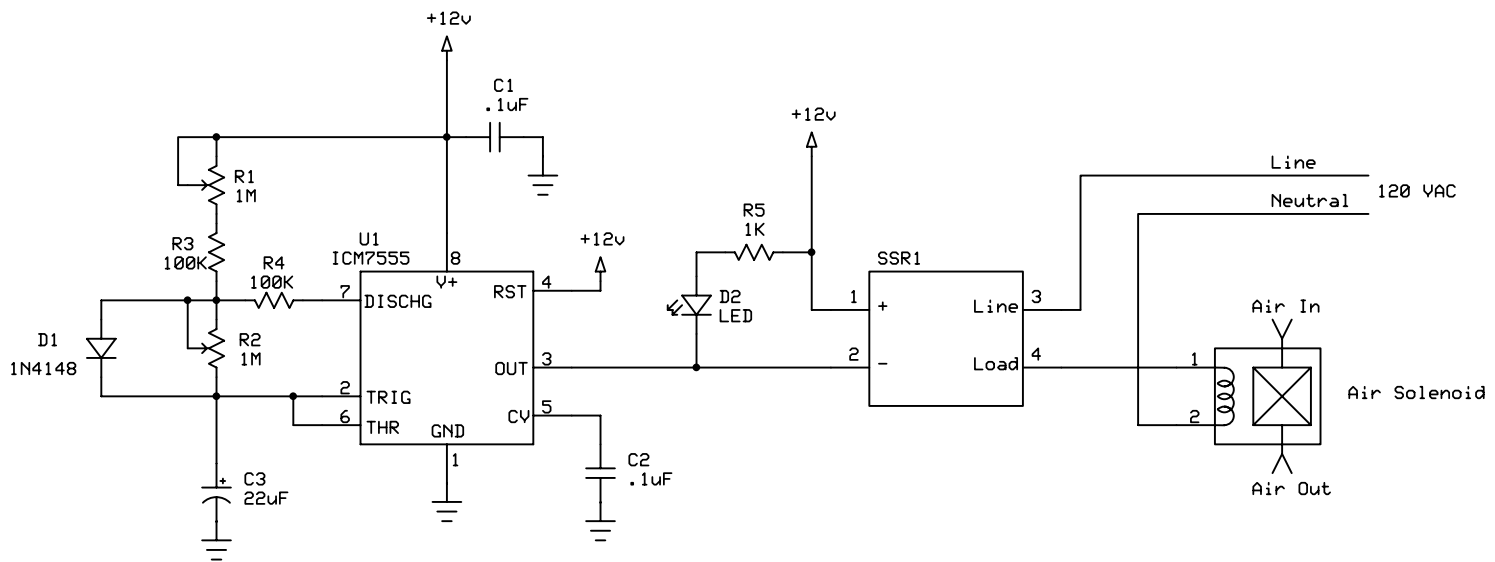 +12v
C1
.1uF
+12v
Line
120 VAC
Neutral
R1
1M
R5
1K
R3
100K
R4
100K
U1
ICM7555
8
V+
+12v
SSR1
7
DISCHG
RST
4
1
+
Line
3
D2
LED
Air In
D1
1N4148
R2
1M
OUT
3
2
-
Load
4
1
2
TRIG
Air Solenoid
6
THR
GND
CV
5
2
1
C2
.1uF
C3
+
22uF
Air Out